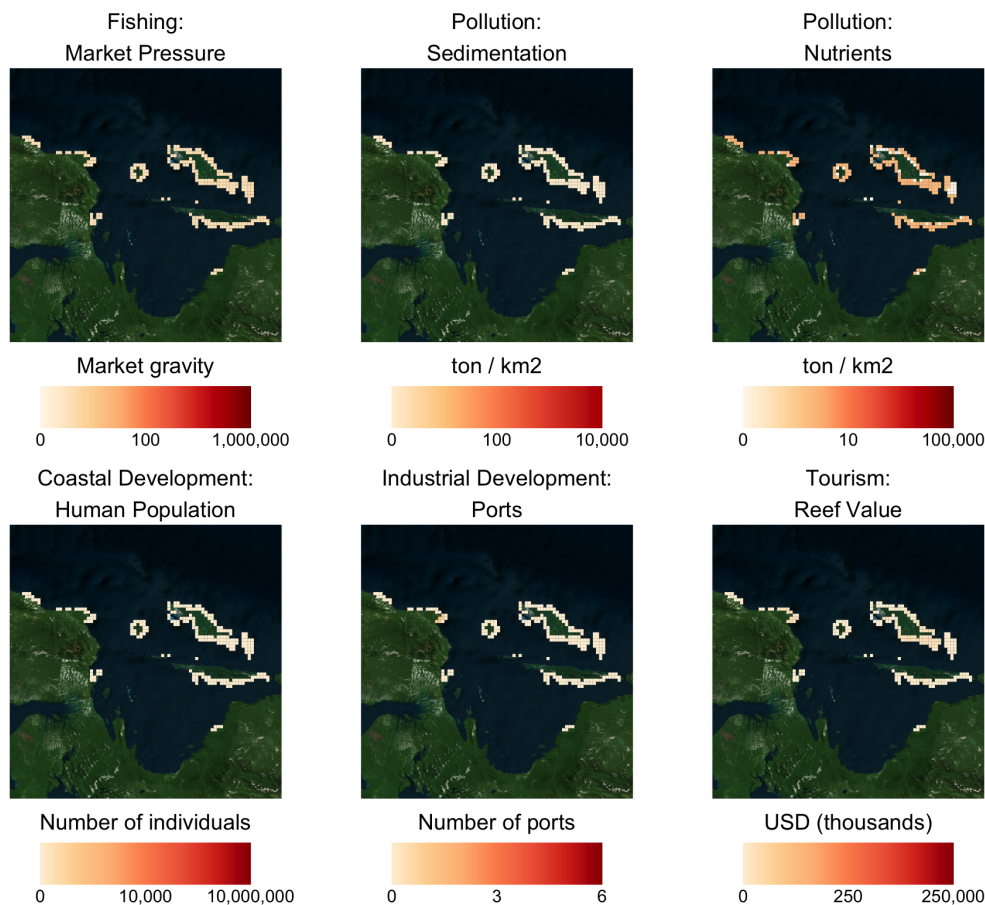 Fishing:
Market Pressure
Pollution:
Sedimentation
Pollution:
Nutrients
Market gravity
0 100 1,000,000
ton / km2
0 100 10,000
ton / km2
0 10 100,000
Coastal Development:
Human Population
Industrial Development:
Ports
Tourism:
Reef Value
Number of individuals
0 10,000 10,000,000
Number of ports
0 3 6
USD (thousands)
0 250 250,000